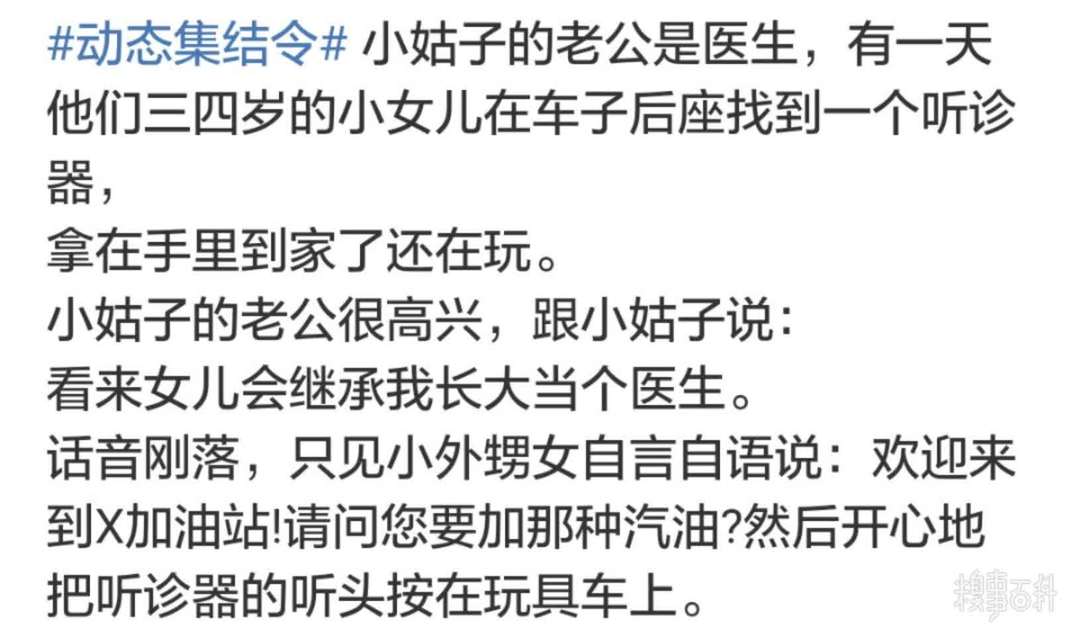 #动态集结令# 小姑子的老公是医生，有一天
他们三四岁的小女儿在车子后座找到一个听诊
器，
拿在手里到家了还在玩。
小姑子的老公很高兴，跟小姑子说：
看来女儿会继承我长大当个医生。
话音刚落，只见小外甥女自言自语说：欢迎来
到X加油站!请问您要加那种汽油?然后开心地
把听诊器的听头按在玩具车上。
糗事百科